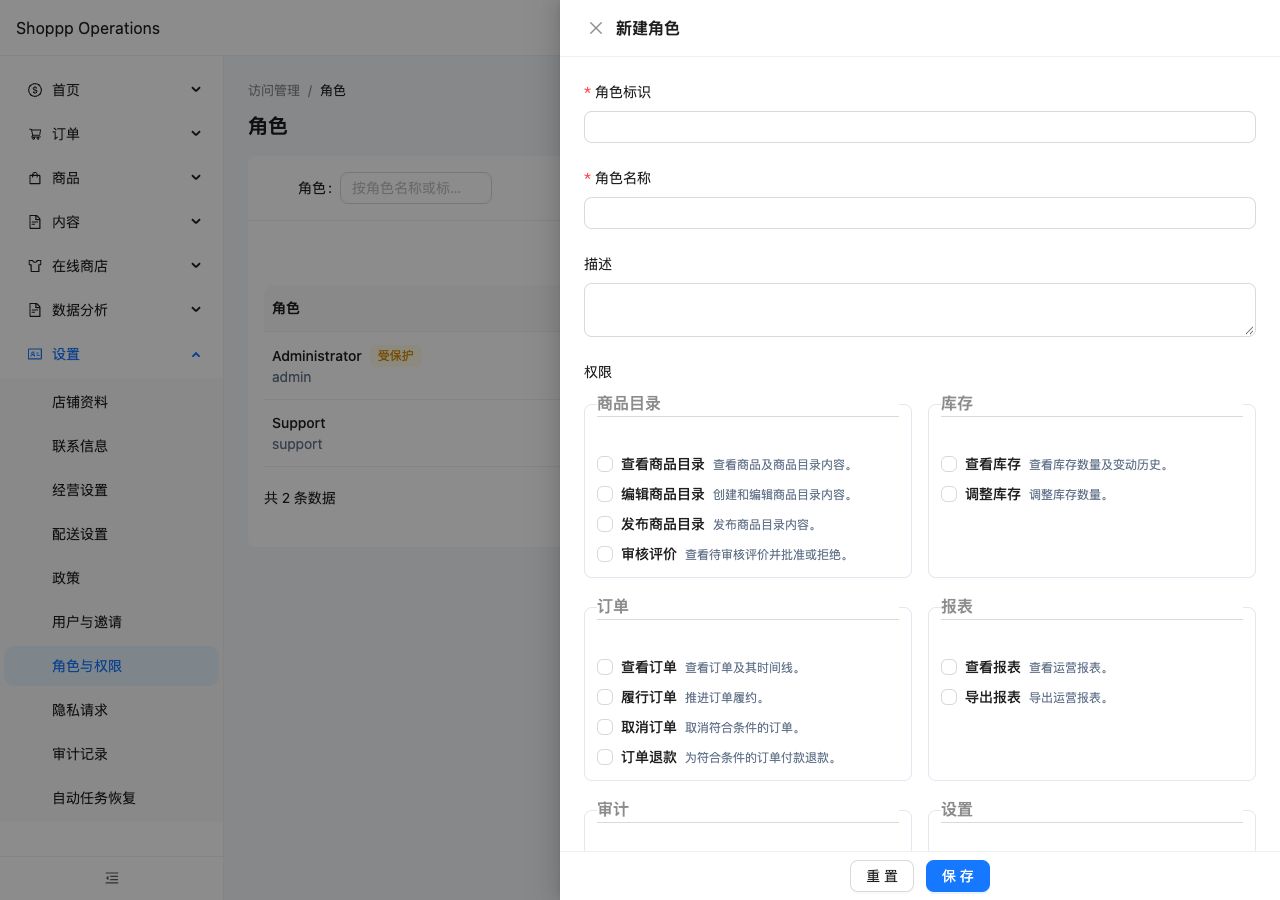 Shoppp Operations
首页
订单
商品
内容
在线商店
数据分析
设置
店铺资料
联系信息
经营设置
配送设置
政策
用户与邀请
角色与权限
隐私请求
审计记录
自动任务恢复
访问管理 / 角色
角色
角色 : 按角色名称或标...
角色
Administrator 受保护
admin
Support
support
共 2 条数据
新建角色
* 角色标识
* 角色名称
描述
权限
商品目录
查看商品目录 查看商品及商品目录内容。
编辑商品目录 创建和编辑商品目录内容。
发布商品目录 发布商品目录内容。
审核评价 查看待审核评价并批准或拒绝。
库存
查看库存 查看库存数量及变动历史。
调整库存 调整库存数量。
订单
查看订单 查看订单及其时间线。
履行订单 推进订单履约。
取消订单 取消符合条件的订单。
订单退款 为符合条件的订单付款退款。
报表
查看报表 查看运营报表。
导出报表 导出运营报表。
审计
设置
重 置
保 存